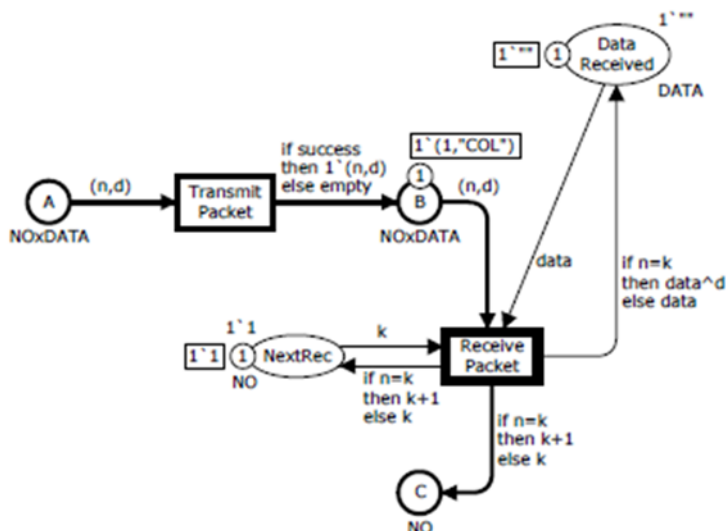 1`""
1`""
1
Data
Received
DATA
if success
then 1`(n,d)
else empty
1`(1,"COL")
1
(n,d)
(n,d)
A
Transmit
Packet
B
NOxDATA
NOxDATA
data
if n=k
then data^d
else data
1`1
k
1`1
1
NextRec
Receive
Packet
NO
if n=k
then k+1
else k
if n=k
then k+1
else k
C
NO